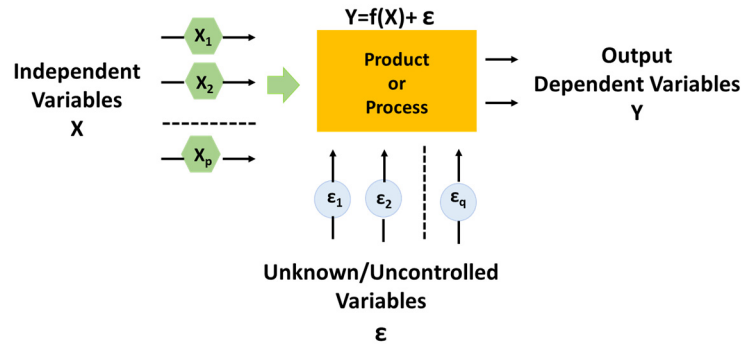 Y=f(X)+ ε
Independent
Variables
X
X1
X2
Xp
Product
or
Process
Output
Dependent Variables
Y
ε1
ε2
εq
Unknown/Uncontrolled
Variables
ε